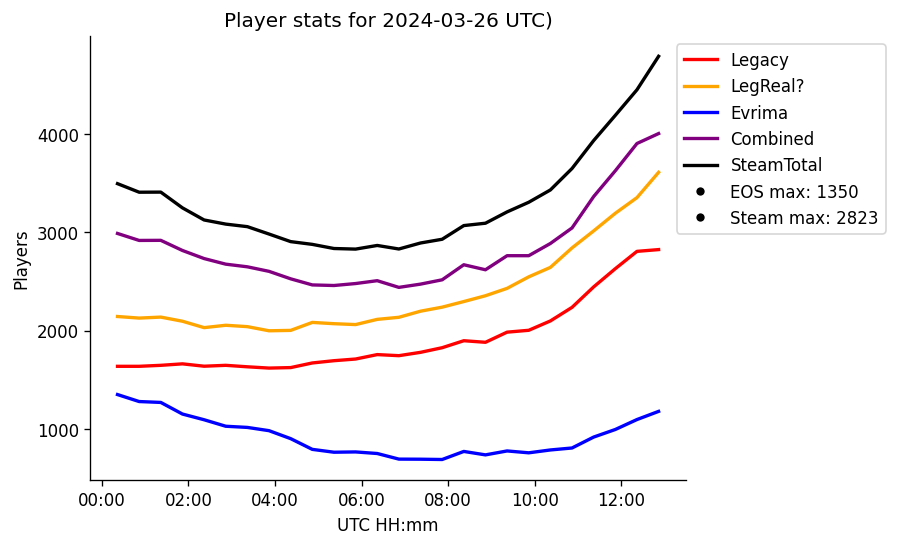 Player stats for 2024-03-26 UTC)
Legacy
LegReal?
Evrima
Combined
SteamTotal
EOS max: 1350
Steam max: 2823
Players
4000
3000
2000
1000
00:00 02:00 04:00 06:00 08:00 10:00 12:00
UTC HH:mm